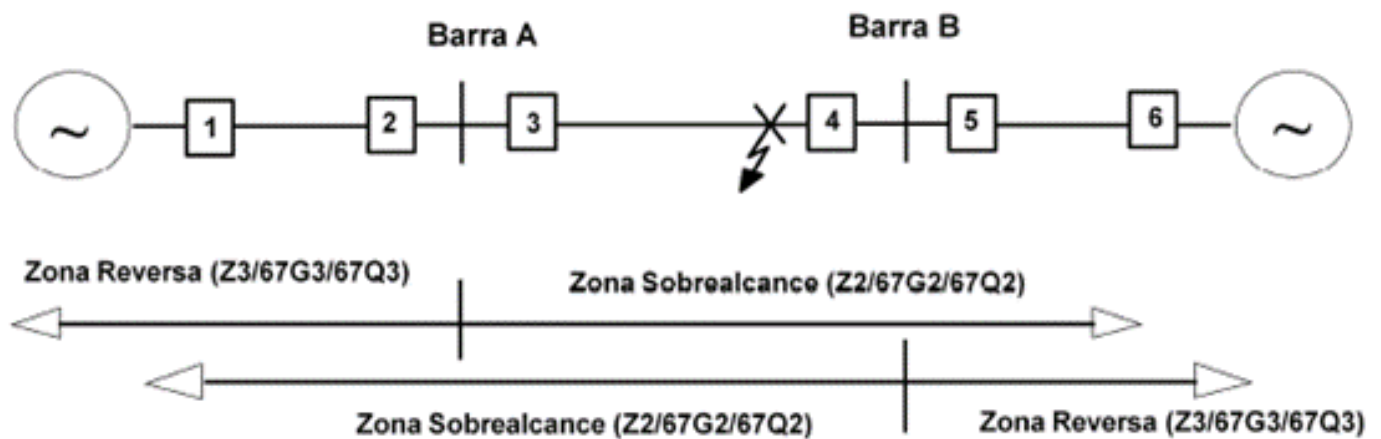 Barra A
Barra B
~ 1 2 3 4 5 6 ~
Zona Reversa (Z3/67G3/67Q3)
Zona Sobrealcance (Z2/67G2/67Q2)
Zona Sobrealcance (Z2/67G2/67Q2)
Zona Reversa (Z3/67G3/67Q3)